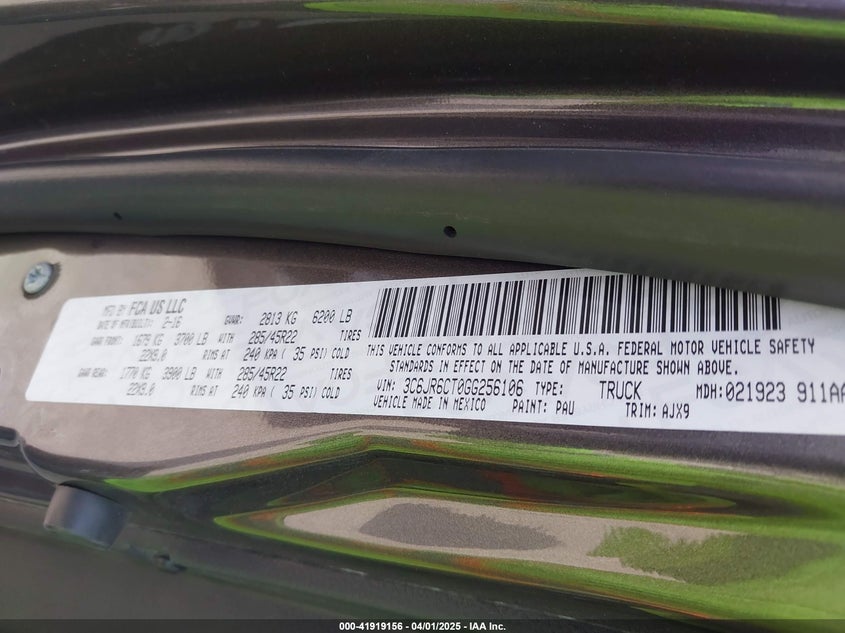 MFD BY FCA US LLC
DATE OF MFR(BUILT): 2-16 GVWR: 2813 KG 6200 LB
GAWR FRONT: 1679 KG 3700 LB WITH 285/45R22 TIRES
22X9.0 RIMS AT 240 KPA ( 35 PSI) COLD
GAWR REAR: 1770 KG 3900 LB WITH 285/45R22 TIRES
22X9.0 RIMS AT 240 KPA ( 35 PSI) COLD
THIS VEHICLE CONFORMS TO ALL APPLICABLE U.S.A. FEDERAL MOTOR VEHICLE SAFETY
STANDARDS IN EFFECT ON THE DATE OF MANUFACTURE SHOWN ABOVE.
VIN: 3C6JR6CT0GG256106 TYPE: TRUCK MDH:021923 911AA
VEHICLE MADE IN MEXICO PAINT: PAU TRIM: AJX9
000-41919156 - 04/01/2025 - IAA Inc.